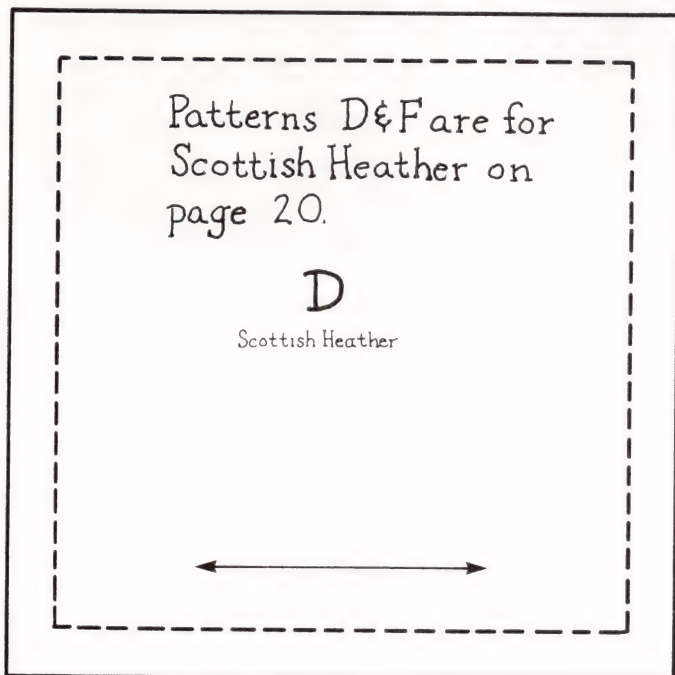 Patterns D&F are for
Scottish Heather on
page 20.
D
Scottish Heather